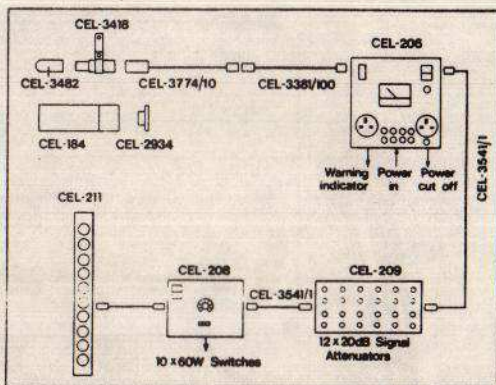 CEL-3418
CEL-206
CEL-3482
CEL-3774/10
CEL-3381/100
CEL-184
CEL-2934
CEL-3541/1
Warning indicator
Power in
Power cut off
CEL-211
CEL-208
CEL-3541/1
CEL-209
10 x 60W Switches
12 x 20dB Signal
Attenuators